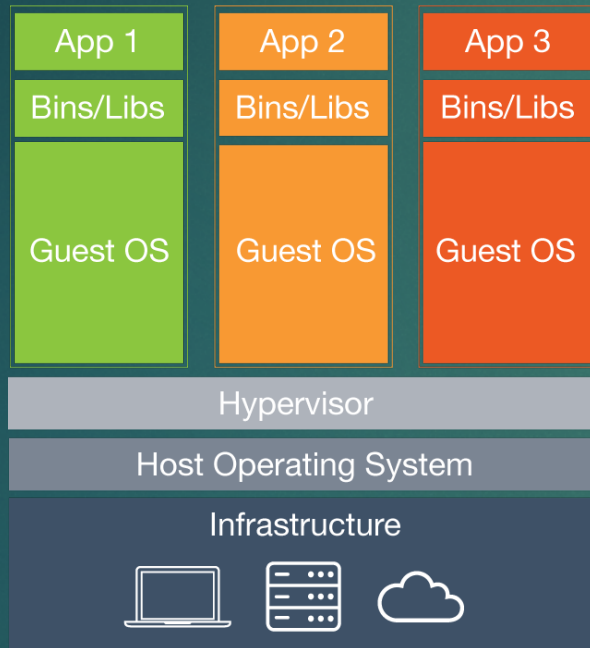 App 1
App 2
App 3
Bins/Libs
Bins/Libs
Bins/Libs
Guest OS
Guest OS
Guest OS
Hypervisor
Host Operating System
Infrastructure